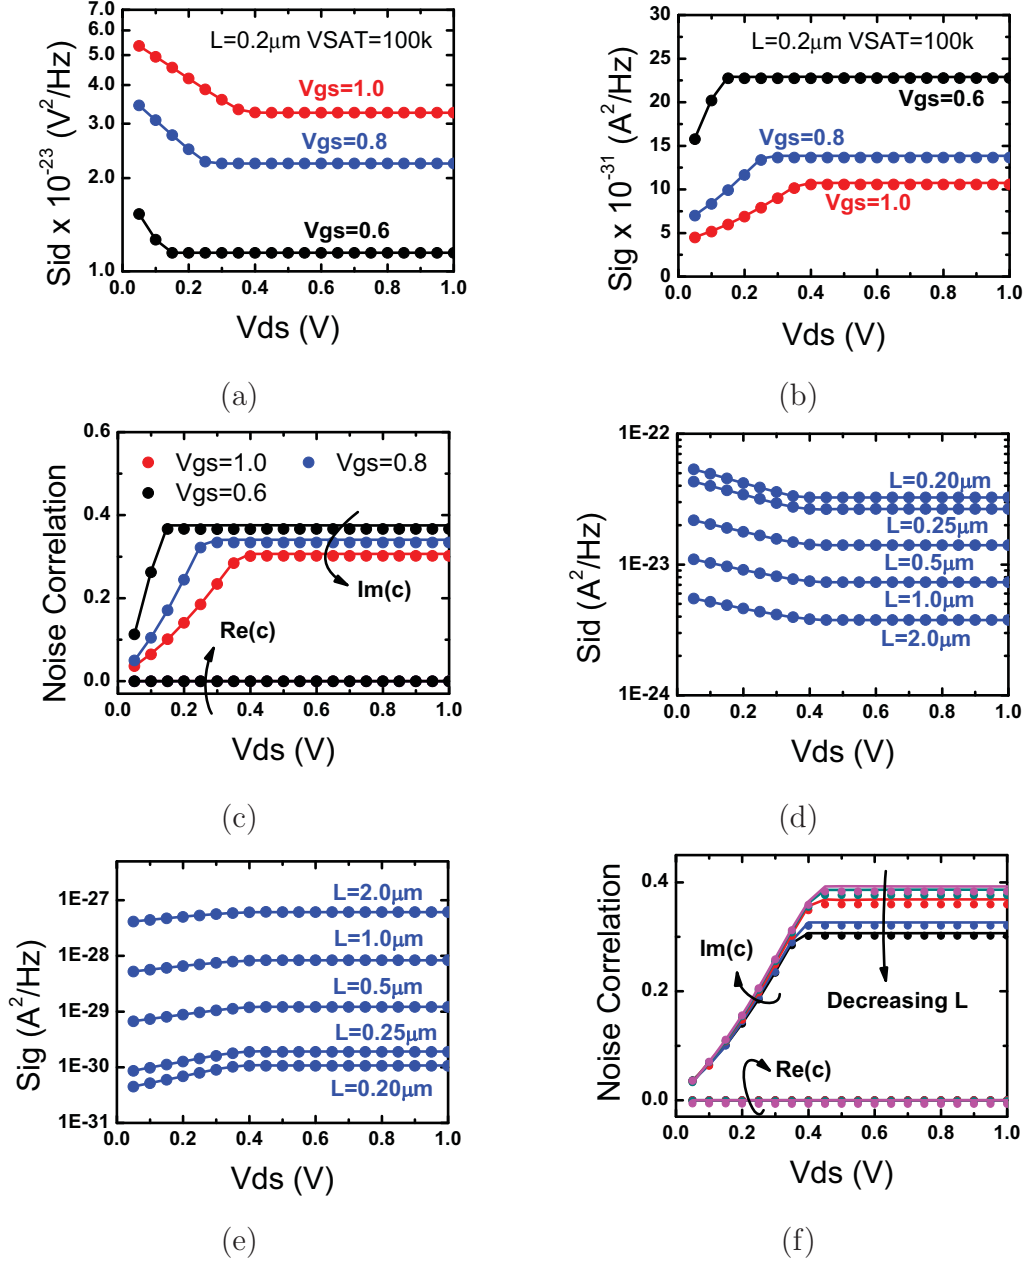 7.0
6.0
5.0
4.0
3.0
2.0
1.0
Sid x 10⁻²³ (V²/Hz)
L=0.2μm VSAT=100k
Vgs=1.0
Vgs=0.8
Vgs=0.6
0.0 0.2 0.4 0.6 0.8 1.0
Vds (V)
(a)
30
25
20
15
10
5
0
Sig x 10⁻³¹ (A²/Hz)
L=0.2μm VSAT=100k
Vgs=0.6
Vgs=0.8
Vgs=1.0
0.0 0.2 0.4 0.6 0.8 1.0
Vds (V)
(b)
0.6
0.4
0.2
0.0
Noise Correlation
Vgs=1.0 Vgs=0.8
Vgs=0.6
Im(c)
Re(c)
0.0 0.2 0.4 0.6 0.8 1.0
Vds (V)
(c)
1E-22
1E-23
1E-24
Sid (A²/Hz)
L=0.20μm
L=0.25μm
L=0.5μm
L=1.0μm
L=2.0μm
0.0 0.2 0.4 0.6 0.8 1.0
Vds (V)
(d)
1E-27
1E-28
1E-29
1E-30
1E-31
Sig (A²/Hz)
L=2.0μm
L=1.0μm
L=0.5μm
L=0.25μm
L=0.20μm
0.0 0.2 0.4 0.6 0.8 1.0
Vds (V)
(e)
0.4
0.2
0.0
Noise Correlation
Im(c)
Decreasing L
Re(c)
0.0 0.2 0.4 0.6 0.8 1.0
Vds (V)
(f)